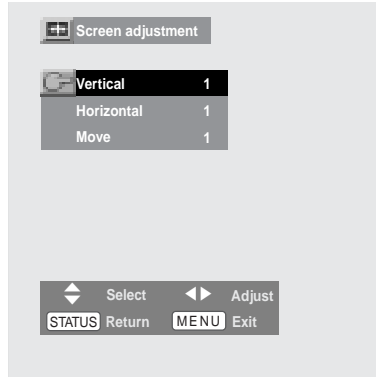 Screen adjustment
Vertical 1
Horizontal 1
Move 1
Select Adjust
STATUS Return MENU Exit